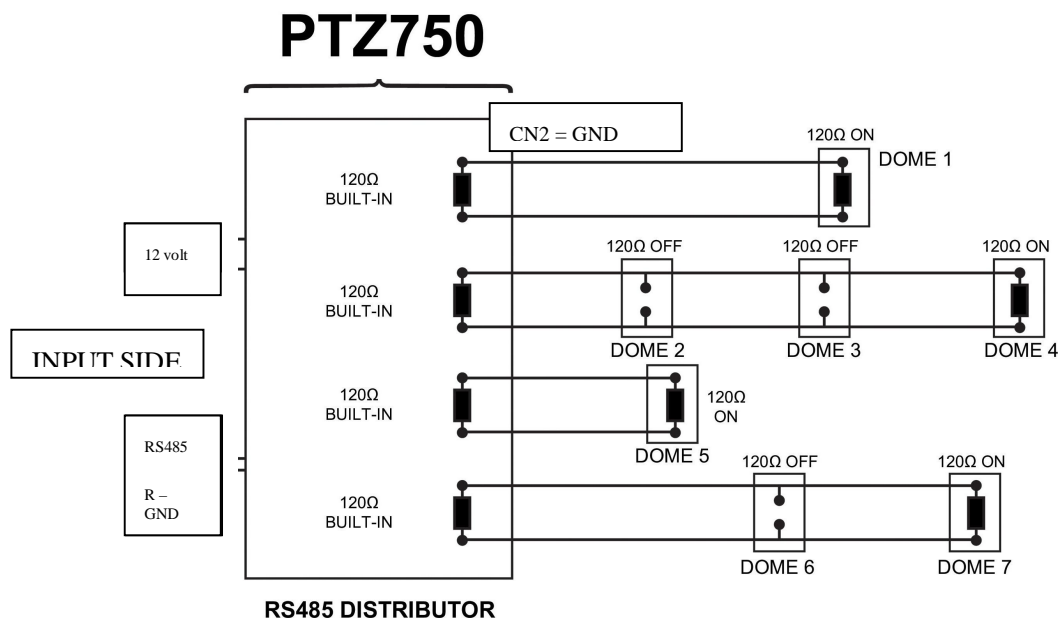 PTZ750
CN2 = GND
120Ω ON
DOME 1
120Ω
BUILT-IN
12 volt
120Ω OFF
120Ω OFF
120Ω ON
120Ω
BUILT-IN
DOME 2
DOME 3
DOME 4
INPUT SIDE
120Ω
BUILT-IN
120Ω
ON
DOME 5
RS485
R –
GND
120Ω OFF
120Ω ON
120Ω
BUILT-IN
DOME 6
DOME 7
RS485 DISTRIBUTOR